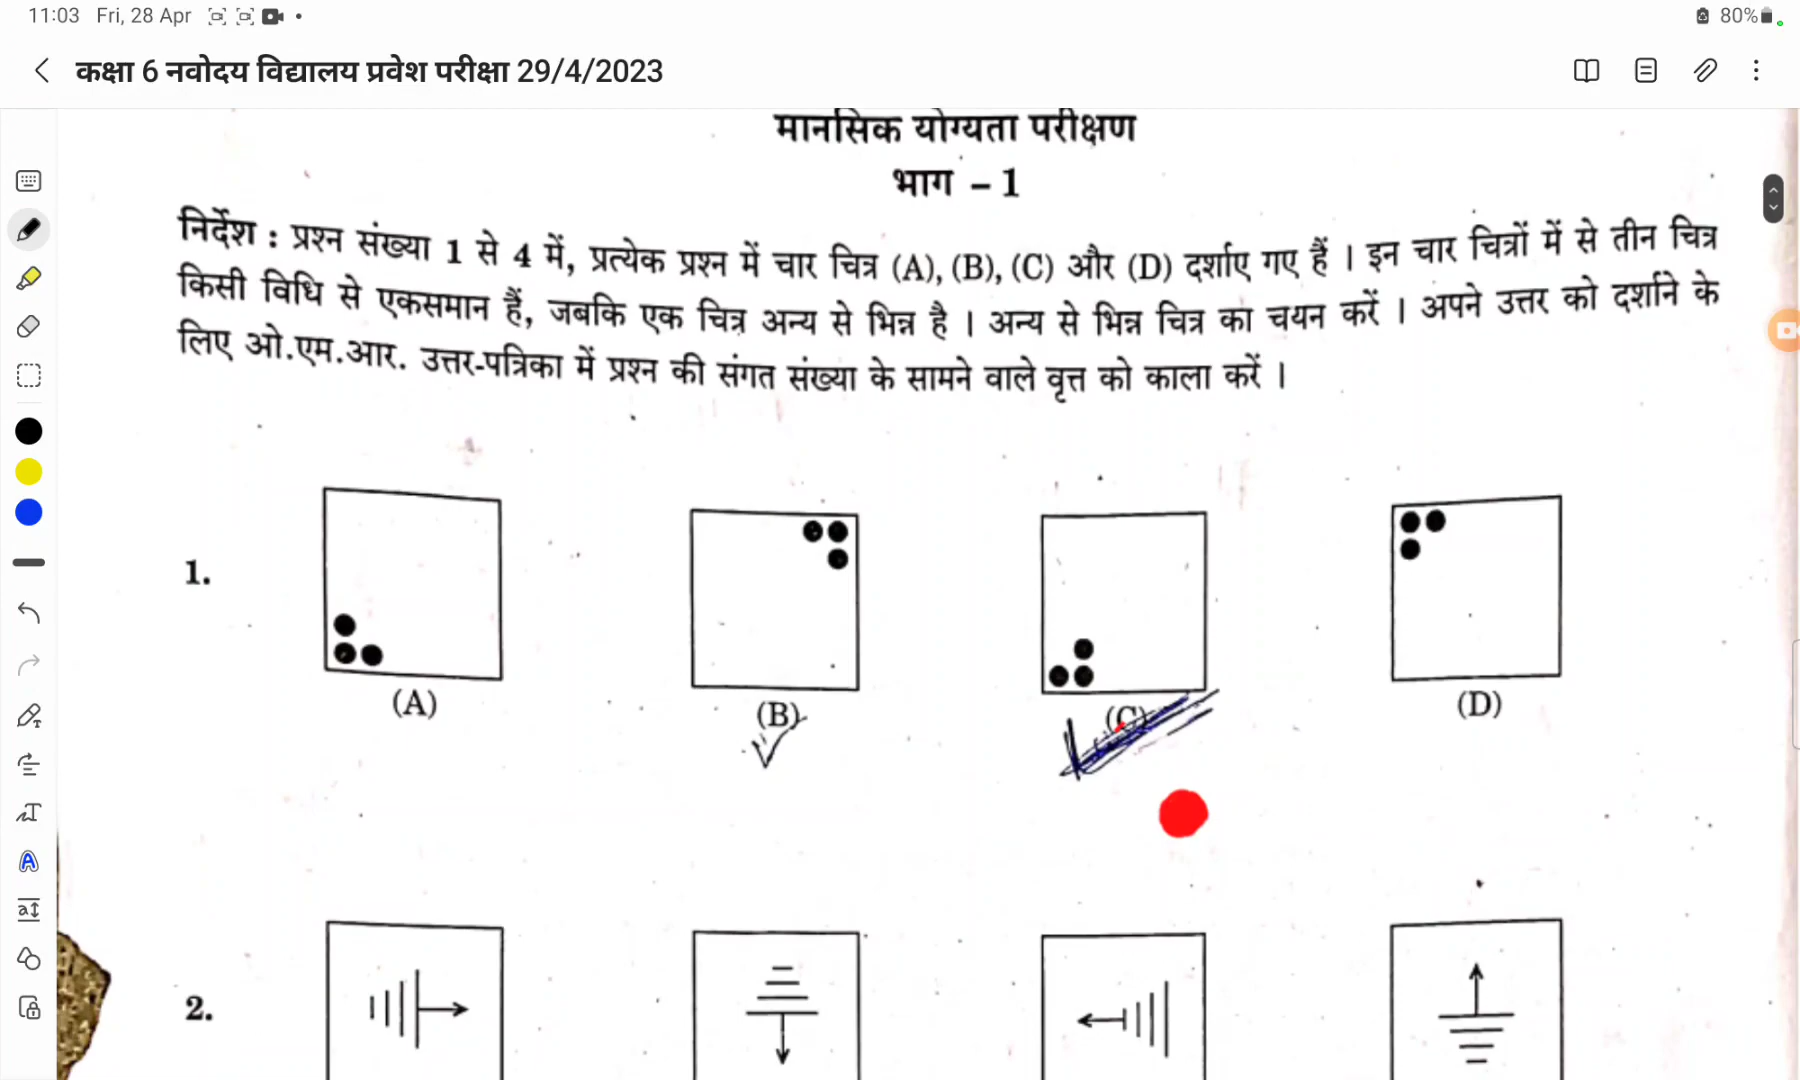 11:03 Fri, 28 Apr
80%
कक्षा 6 नवोदय विद्यालय प्रवेश परीक्षा 29/4/2023
मानसिक योग्यता परीक्षण
भाग - 1
निर्देश : प्रश्न संख्या 1 से 4 में, प्रत्येक प्रश्न में चार चित्र (A), (B), (C) और (D) दर्शाए गए हैं । इन चार चित्रों में से तीन चित्र
किसी विधि से एकसमान हैं, जबकि एक चित्र अन्य से भिन्न है । अन्य से भिन्न चित्र का चयन करें । अपने उत्तर को दर्शाने के
लिए ओ.एम.आर. उत्तर-पत्रिका में प्रश्न की संगत संख्या के सामने वाले वृत्त को काला करें ।
1.
(A) (B) (C) (D)
2.